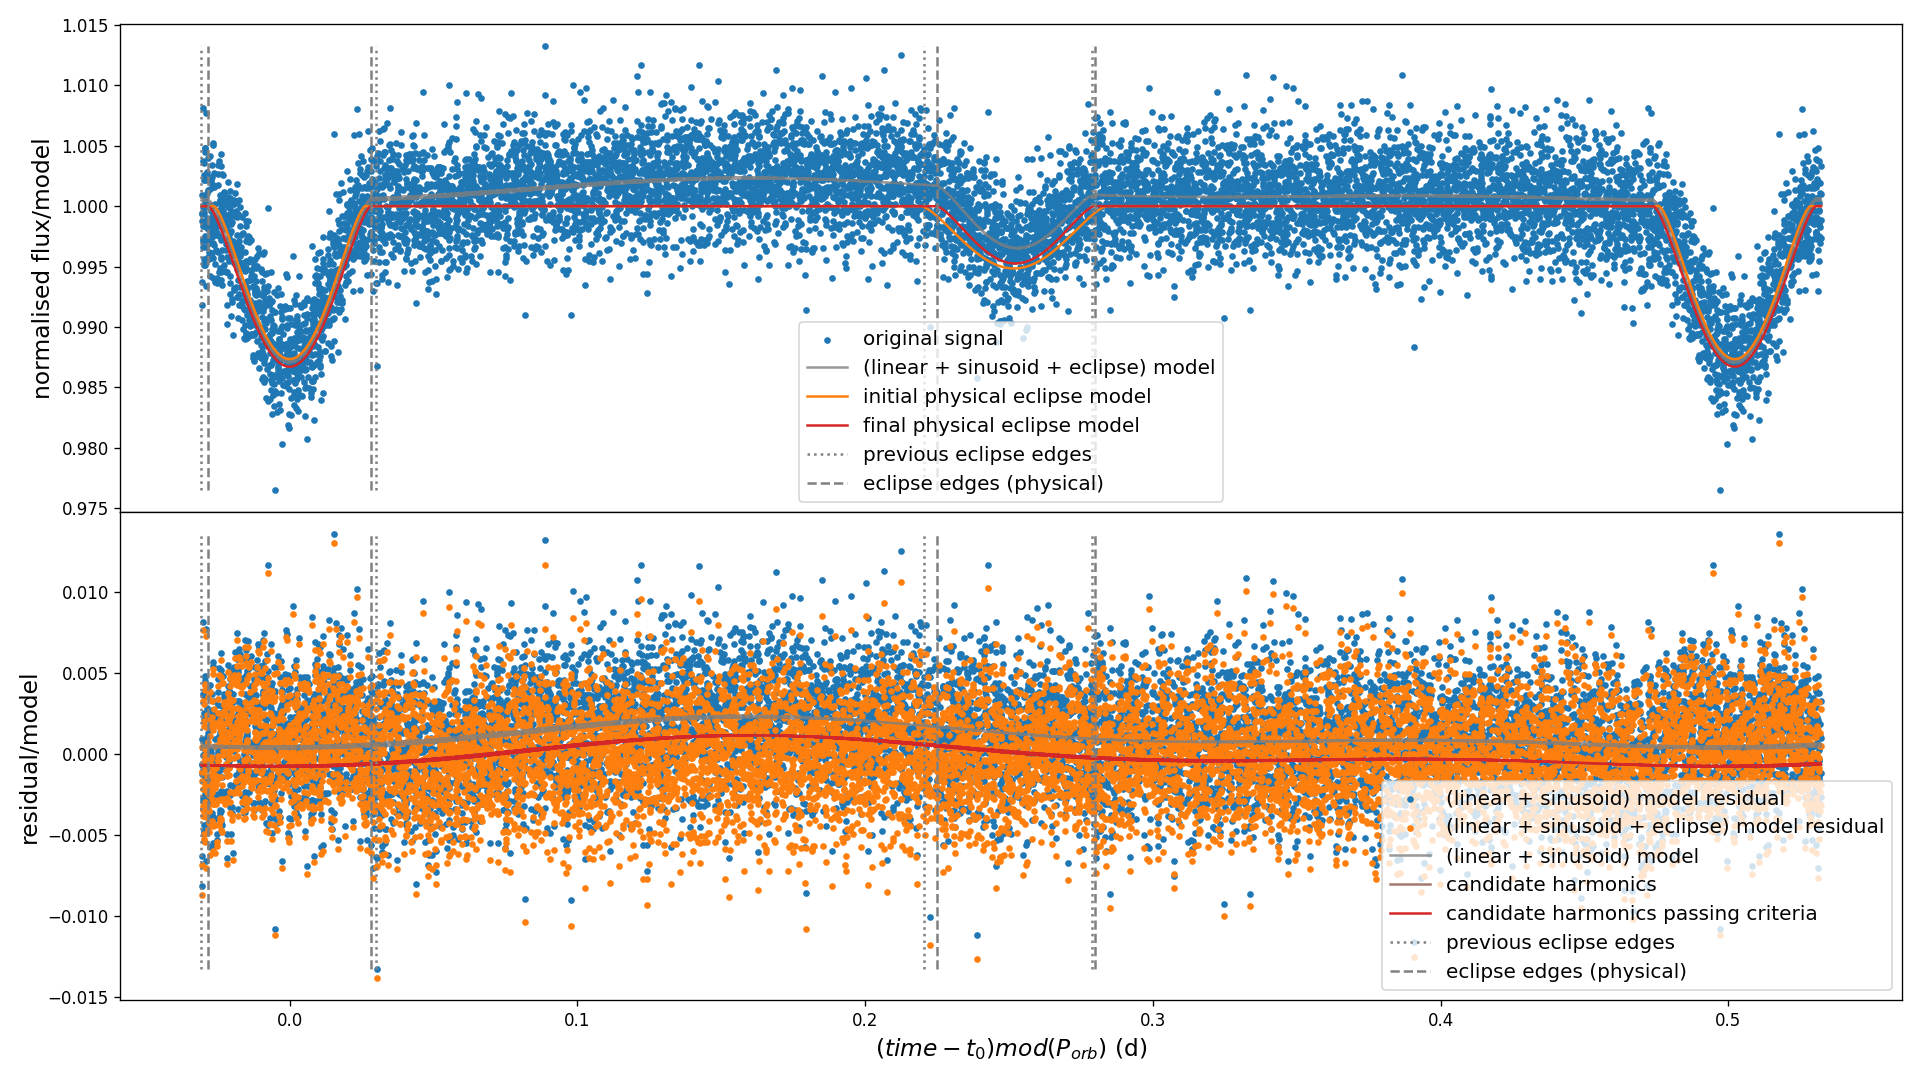 normalised flux/model
1.015
1.010
1.005
1.000
0.995
0.990
0.985
0.980
0.975
original signal
(linear + sinusoid + eclipse) model
initial physical eclipse model
final physical eclipse model
previous eclipse edges
eclipse edges (physical)
residual/model
0.010
0.005
0.000
−0.005
−0.010
−0.015
(linear + sinusoid) model residual
(linear + sinusoid + eclipse) model residual
(linear + sinusoid) model
candidate harmonics
candidate harmonics passing criteria
previous eclipse edges
eclipse edges (physical)
0.0 0.1 0.2 0.3 0.4 0.5
(time − t₀)mod(P_orb) (d)